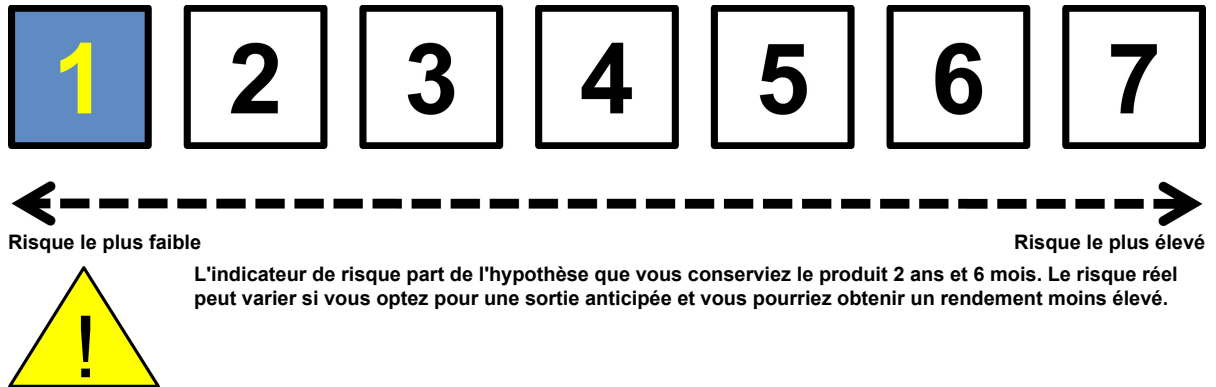 1 2 3 4 5 6 7
Risque le plus faible Risque le plus élevé
L'indicateur de risque part de l'hypothèse que vous conserviez le produit 2 ans et 6 mois. Le risque réel
peut varier si vous optez pour une sortie anticipée et vous pourriez obtenir un rendement moins élevé.
!